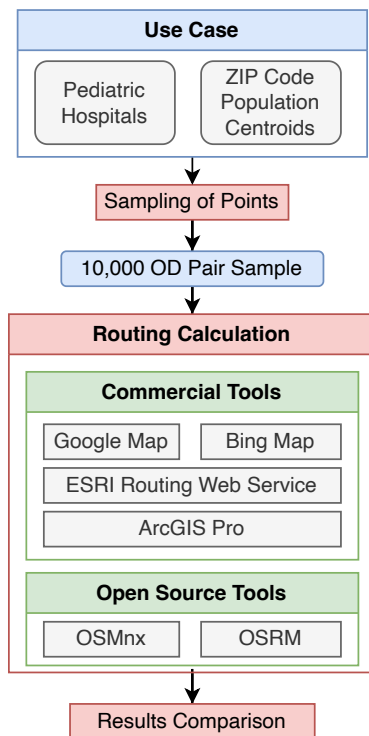 Use Case
Pediatric
Hospitals
ZIP Code
Population
Centroids
Sampling of Points
10,000 OD Pair Sample
Routing Calculation
Commercial Tools
Google Map
Bing Map
ESRI Routing Web Service
ArcGIS Pro
Open Source Tools
OSMnx
OSRM
Results Comparison